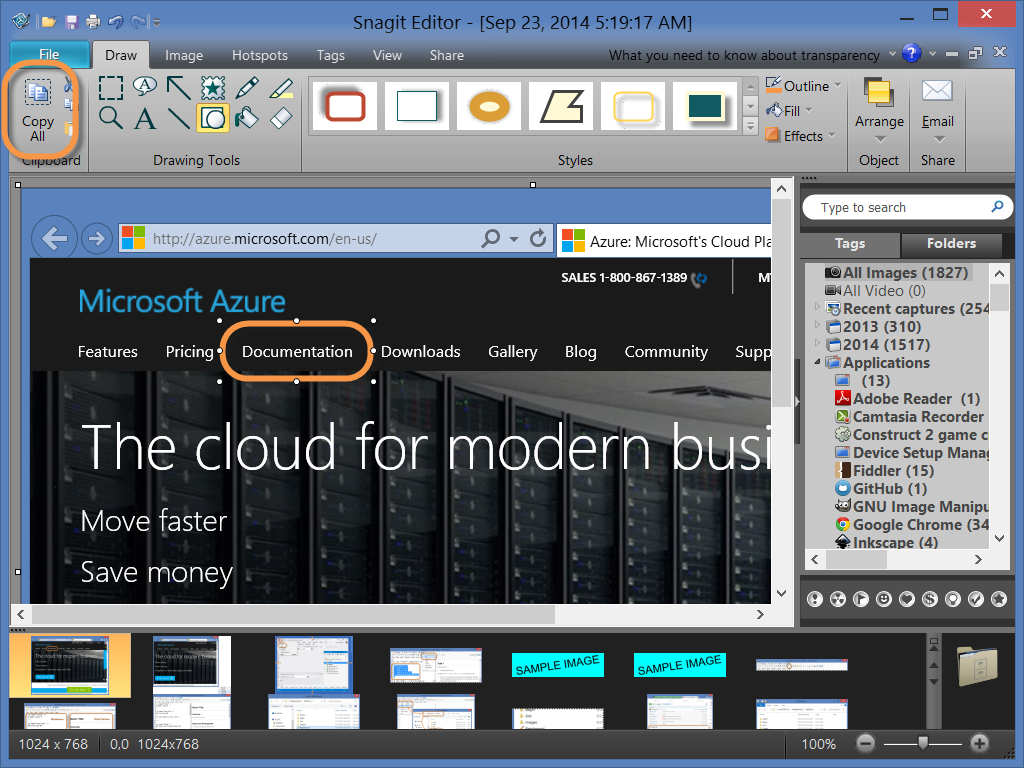 Snagit Editor - [Sep 23, 2014 5:19:17 AM]
File
Draw
Image
Hotspots
Tags
View
Share
What you need to know about transparency
Copy
All
Clipboard
Drawing Tools
Styles
Outline
Fill
Effects
Arrange
Object
Email
Share
http://azure.microsoft.com/en-us/
Azure: Microsoft's Cloud Pla
SALES 1-800-867-1389
M
Microsoft Azure
Features
Pricing
Documentation
Downloads
Gallery
Blog
Community
Supp
The cloud for modern busi
Move faster
Save money
Type to search
Tags
Folders
All Images (1827)
All Video (0)
Recent captures (254
2013 (310)
2014 (1517)
Applications
(13)
Adobe Reader (1)
Camtasia Recorder
Construct 2 game c
Device Setup Manag
Fiddler (15)
GitHub (1)
GNU Image Manipu
Google Chrome (34
Inkscape (4)
SAMPLE IMAGE
SAMPLE IMAGE
1024 x 768
0,0 1024x768
100%